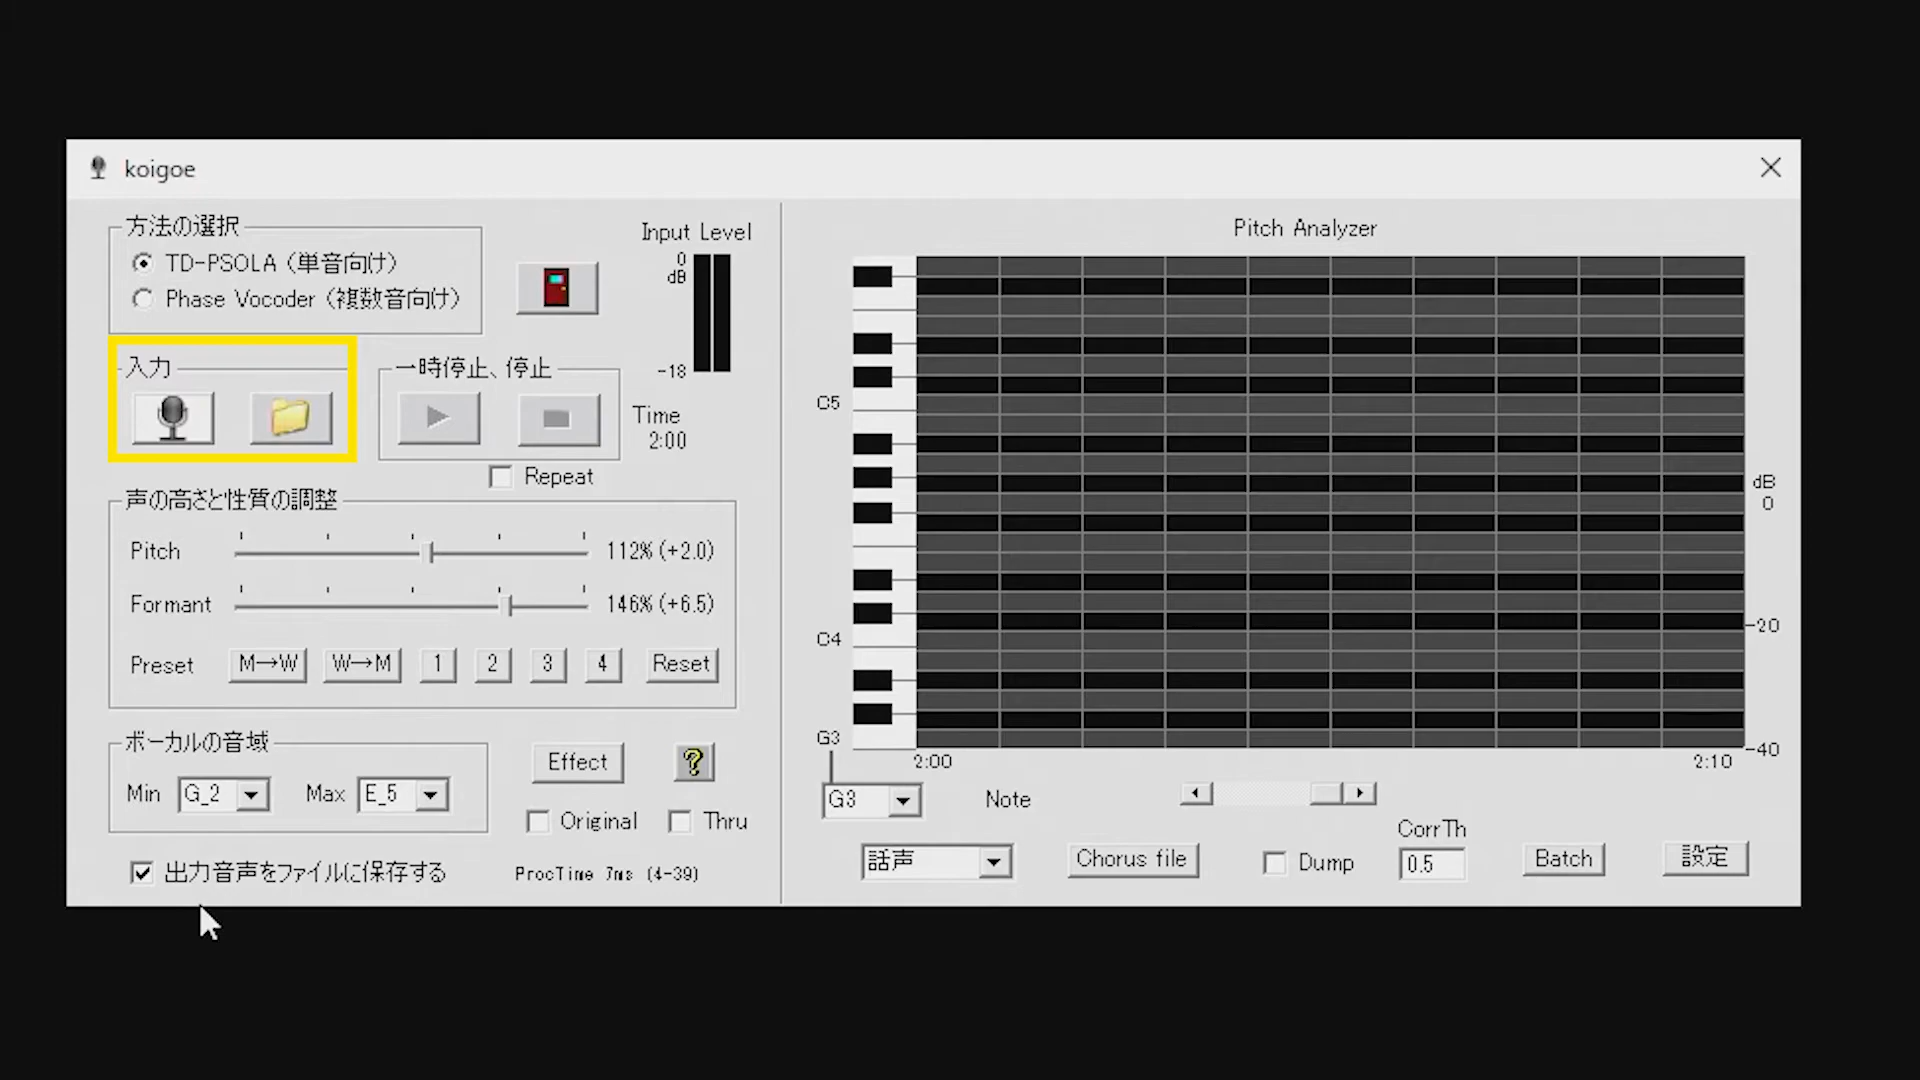 koigoe
方法の選択
TD-PSOLA（単音向け）
Phase Vocoder（複数音向け）
入力
一時停止、停止
Input Level
0
dB
-18
Time
2:00
Repeat
声の高さと性質の調整
Pitch
112% (+2.0)
Formant
146% (+6.5)
Preset
M→W
W→M
1
2
3
4
Reset
ボーカルの音域
Min
G_2
Max
E_5
Effect
?
Original
Thru
出力音声をファイルに保存する
ProcTime 7ms (4-39)
Pitch Analyzer
C5
C4
G3
dB
0
-20
-40
2:00
2:10
G3
Note
話声
Chorus file
Dump
CorrTh
0.5
Batch
設定